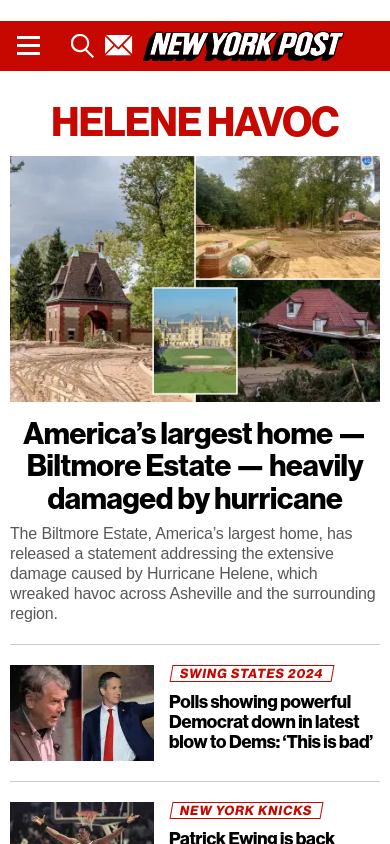 NEW YORK POST
HELENE HAVOC
America’s largest home —
Biltmore Estate — heavily
damaged by hurricane
The Biltmore Estate, America’s largest home, has
released a statement addressing the extensive
damage caused by Hurricane Helene, which
wreaked havoc across Asheville and the surrounding
region.
SWING STATES 2024
Polls showing powerful
Democrat down in latest
blow to Dems: ‘This is bad’
NEW YORK KNICKS
Patrick Ewing is back